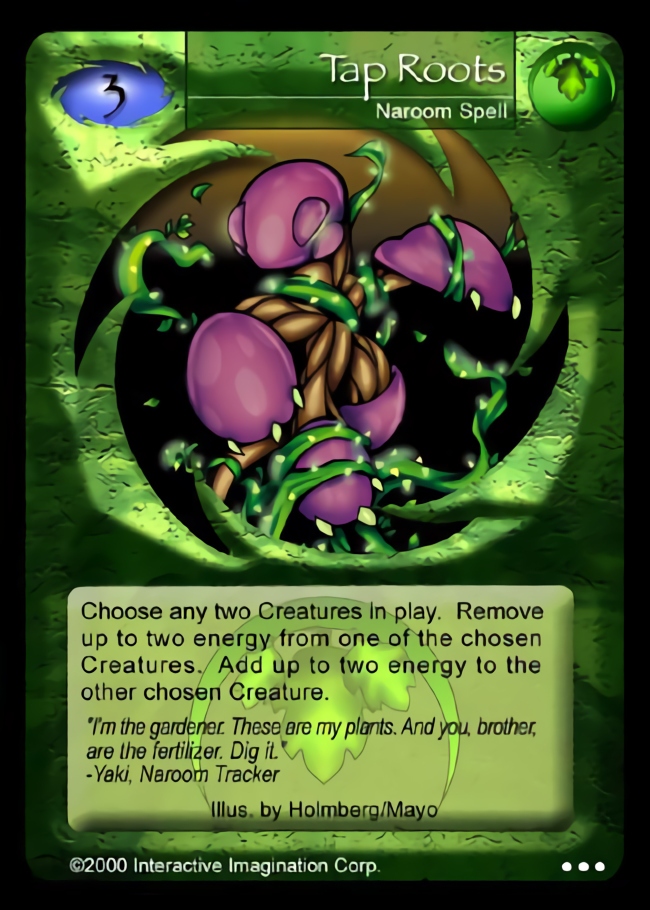 3
Tap Roots
Naroom Spell
Choose any two Creatures in play. Remove
up to two energy from one of the chosen
Creatures. Add up to two energy to the
other chosen Creature.
"I'm the gardener. These are my plants. And you, brother,
are the fertilizer. Dig it."
-Yaki, Naroom Tracker
Illus. by Holmberg/Mayo
©2000 Interactive Imagination Corp.